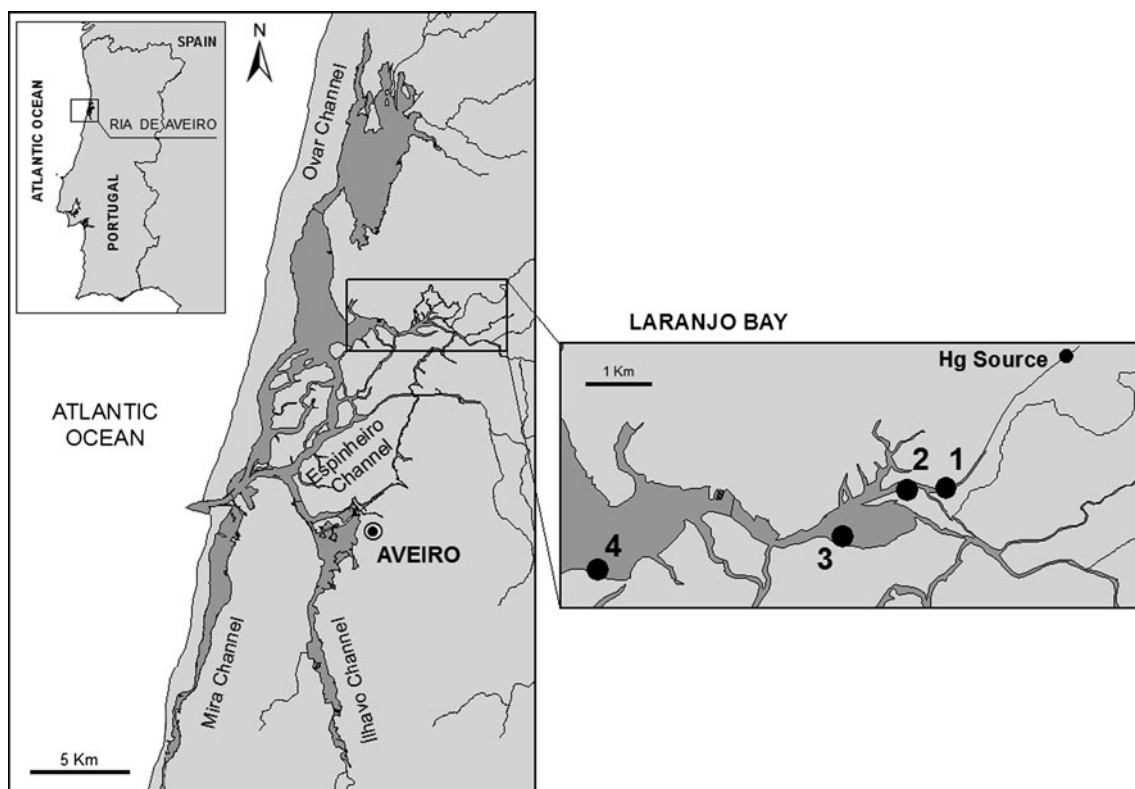 SPAIN
ATLANTIC OCEAN
RIA DE AVEIRO
PORTUGAL
N
Ovar Channel
ATLANTIC
OCEAN
Espinheiro
Channel
AVEIRO
Mira Channel
Ílhavo Channel
5 Km
LARANJO BAY
1 Km
Hg Source
2
1
3
4